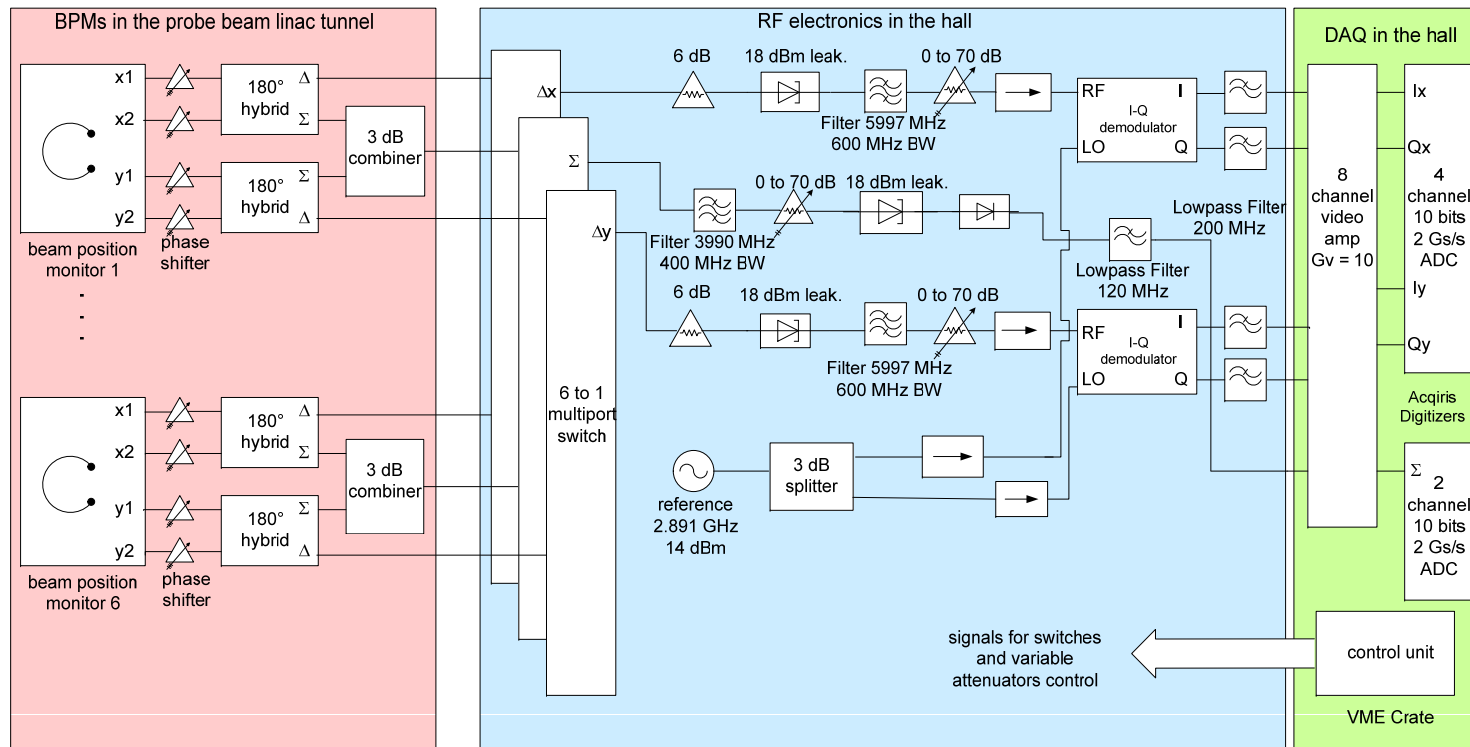 BPMs in the probe beam linac tunnel
x1
x2
y1
y2
180°
hybrid
Δ
Σ
180°
hybrid
Σ
Δ
3 dB
combiner
beam position
monitor 1
phase
shifter
x1
x2
y1
y2
180°
hybrid
Δ
Σ
180°
hybrid
Σ
Δ
3 dB
combiner
beam position
monitor 6
phase
shifter
RF electronics in the hall
Δx
Σ
Δy
6 to 1
multiport
switch
6 dB
18 dBm leak.
0 to 70 dB
Filter 5997 MHz
600 MHz BW
RF
I
I-Q
demodulator
LO
Q
0 to 70 dB
18 dBm leak.
Filter 3990 MHz
400 MHz BW
Lowpass Filter
200 MHz
Lowpass Filter
120 MHz
6 dB
18 dBm leak.
0 to 70 dB
Filter 5997 MHz
600 MHz BW
RF
I
I-Q
demodulator
LO
Q
reference
2.891 GHz
14 dBm
3 dB
splitter
signals for switches
and variable
attenuators control
DAQ in the hall
8
channel
video
amp
Gv = 10
Ix
Qx
4
channel
10 bits
2 Gs/s
ADC
Iy
Qy
Acqiris
Digitizers
Σ
2
channel
10 bits
2 Gs/s
ADC
control unit
VME Crate